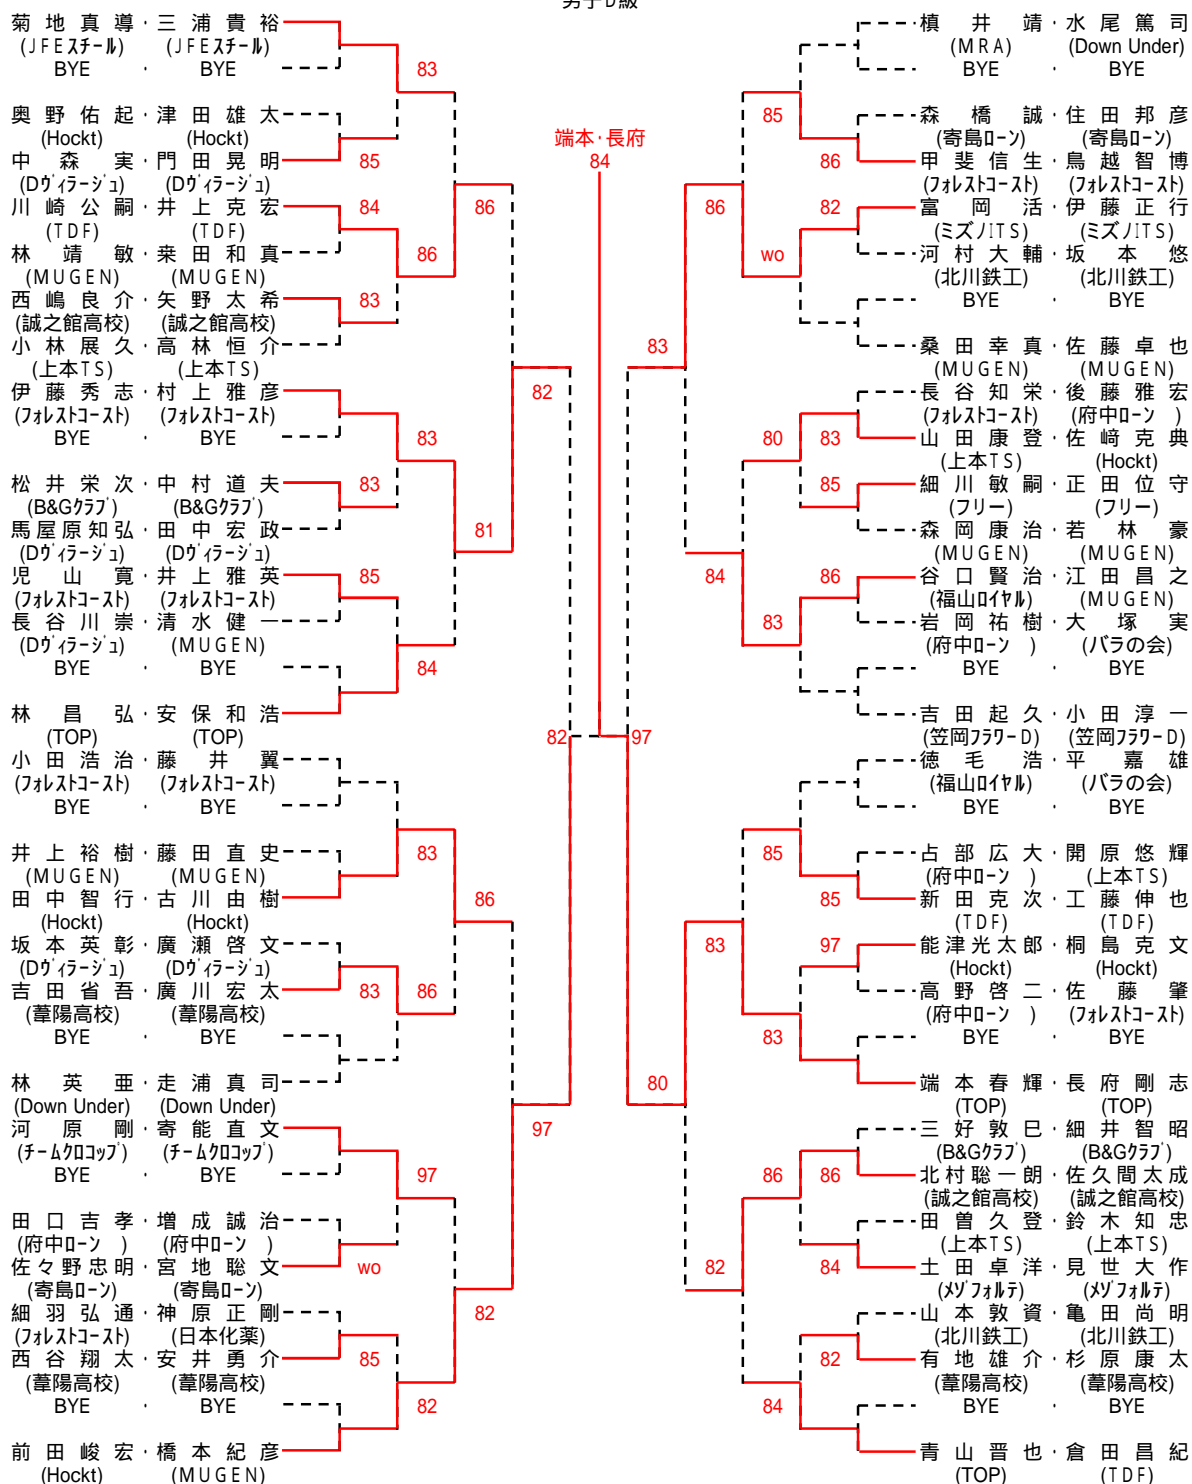 男子D級
菊地真導・三浦貴裕
(JFEスチール) (JFEスチール)
BYE ・ BYE
83
奥野佑起・津田雄太
(Hockt) (Hockt)
中森実・門田晃明
85
(Dヴィラージュ) (Dヴィラージュ)
川崎公嗣・井上克宏
84
86
(TDF) (TDF)
林靖敏・乗田和真
86
(MUGEN) (MUGEN)
西嶋良介・矢野太希
83
(誠之館高校) (誠之館高校)
小林展久・高林恒介
(上本TS) (上本TS)
伊藤秀志・村上雅彦
82
(フォレストコースト) (フォレストコースト)
BYE ・ BYE
83
松井栄次・中村道夫
83
(B&Gクラブ) (B&Gクラブ)
馬屋原知弘・田中宏政
81
(Dヴィラージュ) (Dヴィラージュ)
児山寛・井上雅英
85
(フォレストコースト) (フォレストコースト)
長谷川崇・清水健一
(Dヴィラージュ) (MUGEN)
BYE ・ BYE
84
林昌弘・安保和浩
(TOP) (TOP)
82
小田浩治・藤井翼
(フォレストコースト) (フォレストコースト)
BYE ・ BYE
井上裕樹・藤田直史
83
(MUGEN) (MUGEN)
田中智行・古川由樹
86
(Hockt) (Hockt)
坂本英彰・廣瀬啓文
(Dヴィラージュ) (Dヴィラージュ)
吉田省吾・廣川宏太
83
86
(葦陽高校) (葦陽高校)
BYE ・ BYE
林英亜・走浦真司
(Down Under) (Down Under)
河原剛・寄能直文
97
(チームクロコップ) (チームクロコップ)
BYE ・ BYE
97
田口吉孝・増成誠治
(府中ローン ) (府中ローン )
佐々野忠明・宮地聡文
wo
(寄島ローン) (寄島ローン)
細羽弘通・神原正剛
82
(フォレストコースト) (日本化薬)
西谷翔太・安井勇介
85
(葦陽高校) (葦陽高校)
BYE ・ BYE
82
前田峻宏・橋本紀彦
(Hockt) (MUGEN)
端本・長府
84
槙井靖・水尾篤司
(MRA) (Down Under)
BYE ・ BYE
85
森橋誠・住田邦彦
(寄島ローン) (寄島ローン)
86
甲斐信生・鳥越智博
(フォレストコースト) (フォレストコースト)
86
82
富岡活・伊藤正行
(ミズノITS) (ミズノITS)
wo
河村大輔・坂本悠
(北川鉄工) (北川鉄工)
BYE ・ BYE
83
桑田幸真・佐藤卓也
(MUGEN) (MUGEN)
長谷知栄・後藤雅宏
(フォレストコースト) (府中ローン )
80
83
山田康登・佐崎克典
(上本TS) (Hockt)
85
細川敏嗣・正田位守
(フリー) (フリー)
森岡康治・若林豪
(MUGEN) (MUGEN)
84
86
谷口賢治・江田昌之
(福山ロイヤル) (MUGEN)
83
岩岡祐樹・大塚実
(府中ローン ) (バラの会)
BYE ・ BYE
吉田起久・小田淳一
97
(笠岡フラワーD) (笠岡フラワーD)
徳毛浩・平嘉雄
(福山ロイヤル) (バラの会)
BYE ・ BYE
85
占部広大・開原悠輝
(府中ローン ) (上本TS)
85
新田克次・工藤伸也
(TDF) (TDF)
83
97
能津光太郎・桐島克文
(Hockt) (Hockt)
高野啓二・佐藤肇
(府中ローン ) (フォレストコースト)
83
BYE ・ BYE
80
端本春輝・長府剛志
(TOP) (TOP)
三好敦巳・細井智昭
(B&Gクラブ) (B&Gクラブ)
86
86
北村聡一朗・佐久間太成
(誠之館高校) (誠之館高校)
田曽久登・鈴木知忠
(上本TS) (上本TS)
82
84
土田卓洋・見世大作
(メゾフォルテ) (メゾフォルテ)
山本敦資・亀田尚明
(北川鉄工) (北川鉄工)
82
有地雄介・杉原康太
(葦陽高校) (葦陽高校)
84
BYE ・ BYE
青山晋也・倉田昌紀
(TOP) (TDF)